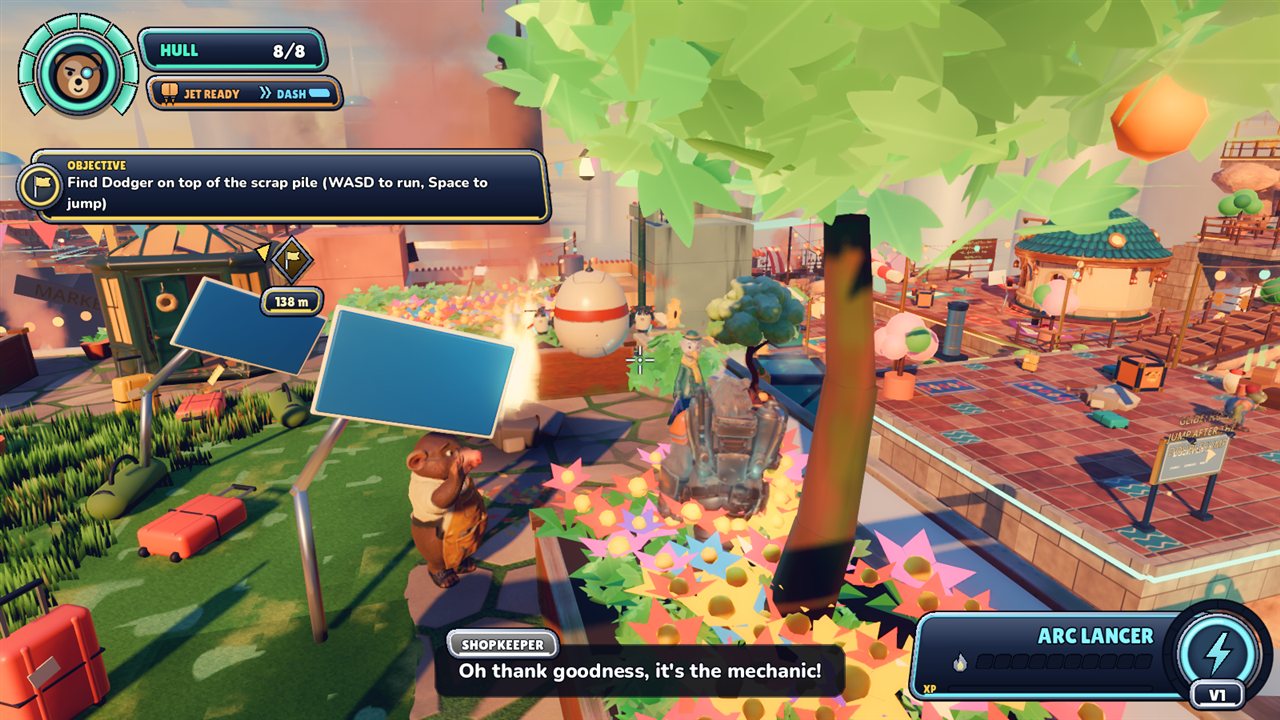 HULL 8/8
JET READY DASH
OBJECTIVE
Find Dodger on top of the scrap pile (WASD to run, Space to
jump)
138 m
SHOPKEEPER
Oh thank goodness, it's the mechanic!
ARC LANCER
XP
V1